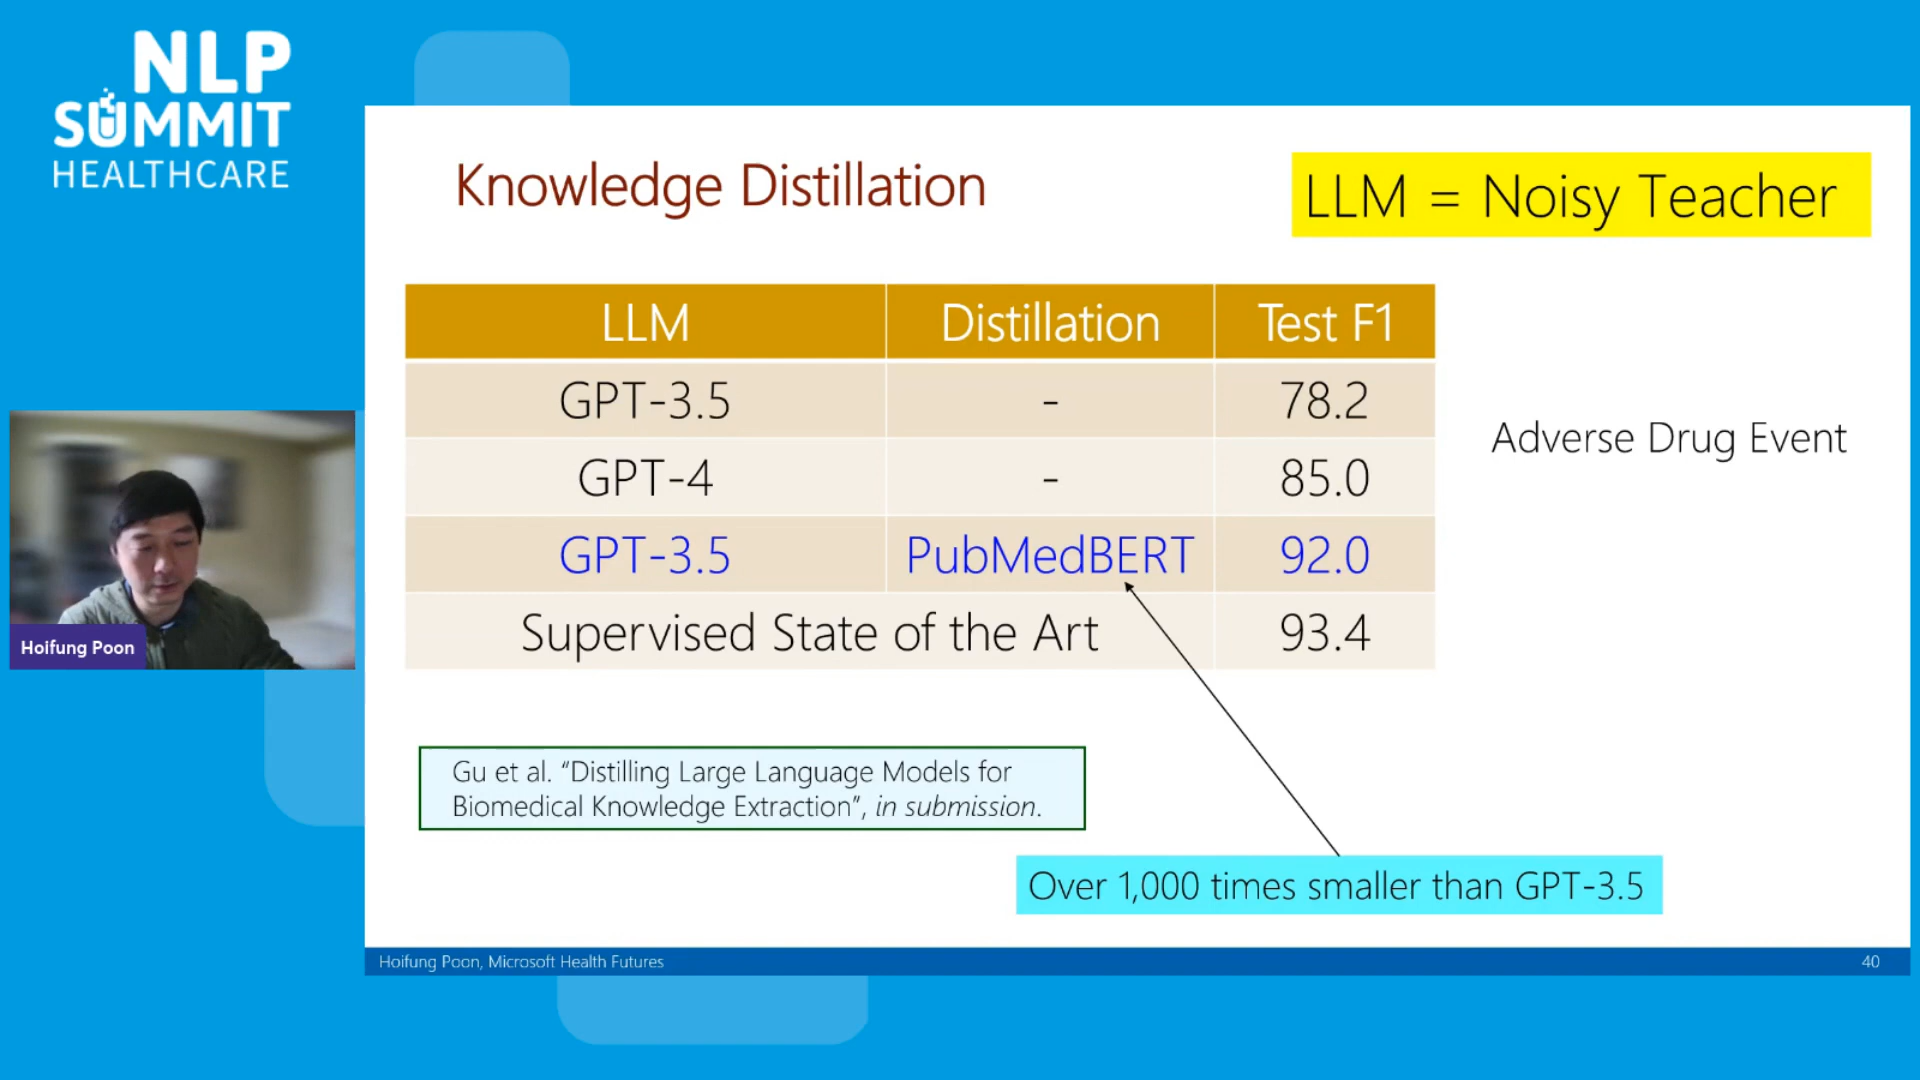 NLP
SUMMIT
HEALTHCARE
Knowledge Distillation
LLM = Noisy Teacher
LLM Distillation Test F1
GPT-3.5 - 78.2
GPT-4 - 85.0
GPT-3.5 PubMedBERT 92.0
Supervised State of the Art 93.4
Adverse Drug Event
Hoifung Poon
Gu et al. “Distilling Large Language Models for
Biomedical Knowledge Extraction”, in submission.
Over 1,000 times smaller than GPT-3.5
Hoifung Poon, Microsoft Health Futures 40